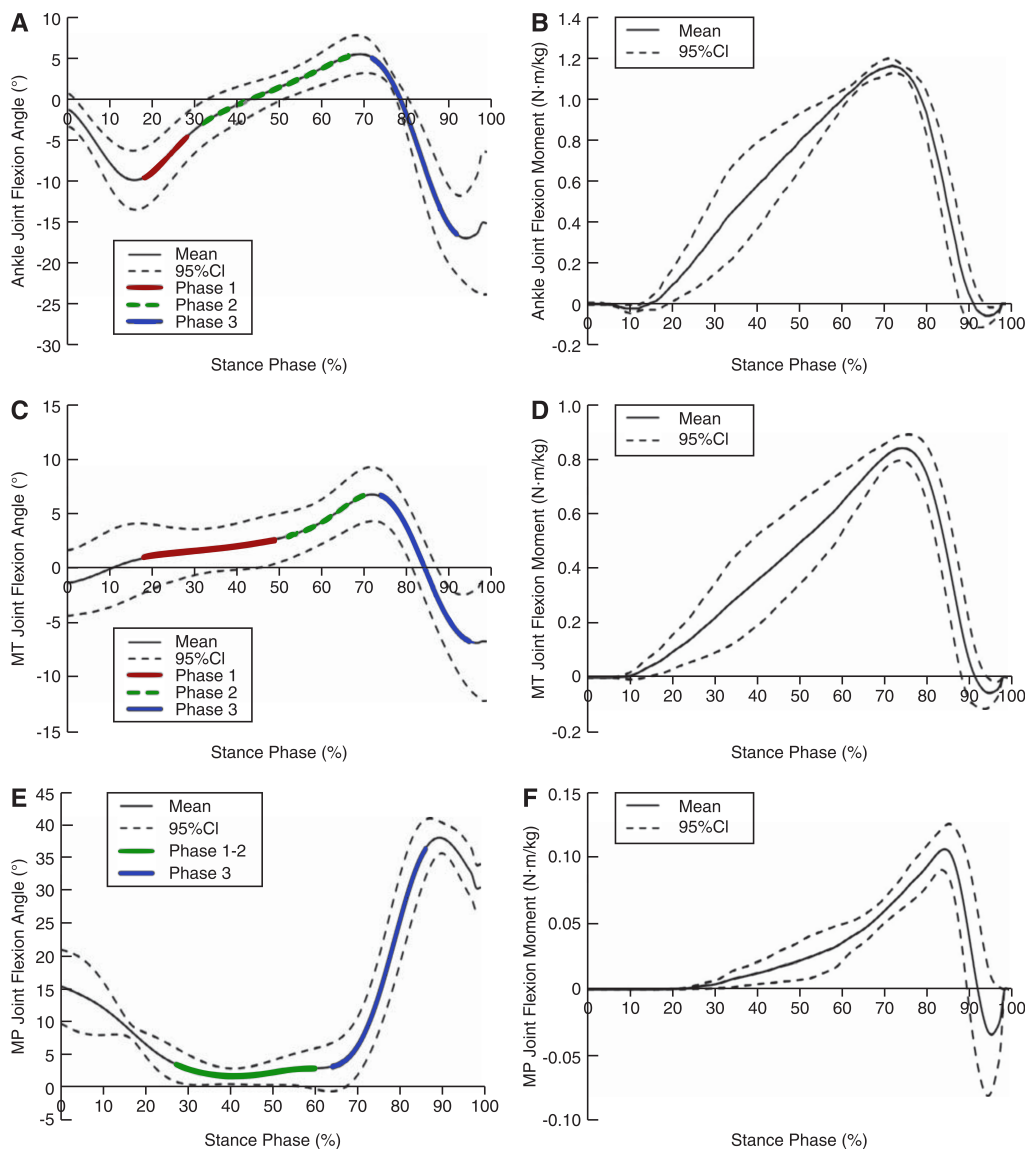 A
10
5
0
-5
-10
-15
-20
-25
-30
0 10 20 30 40 50 60 70 80 90 100
Ankle Joint Flexion Angle (°)
Mean
95%CI
Phase 1
Phase 2
Phase 3
Stance Phase (%)
B
1.4
1.2
1.0
0.8
0.6
0.4
0.2
0
-0.2
0 10 20 30 40 50 60 70 80 90 100
Ankle Joint Flexion Moment (N·m/kg)
Mean
95%CI
Stance Phase (%)
C
15
10
5
0
-5
-10
-15
0 10 20 30 40 50 60 70 80 90 100
MT Joint Flexion Angle (°)
Mean
95%CI
Phase 1
Phase 2
Phase 3
Stance Phase (%)
D
1.0
0.8
0.6
0.4
0.2
0
-0.2
0 10 20 30 40 50 60 70 80 90 100
MT Joint Flexion Moment (N·m/kg)
Mean
95%CI
Stance Phase (%)
E
45
40
35
30
25
20
15
10
5
0
-5
0 10 20 30 40 50 60 70 80 90 100
MP Joint Flexion Angle (°)
Mean
95%CI
Phase 1-2
Phase 3
Stance Phase (%)
F
0.15
0.10
0.05
0
-0.05
-0.10
0 10 20 30 40 50 60 70 80 90 100
MP Joint Flexion Moment (N·m/kg)
Mean
95%CI
Stance Phase (%)